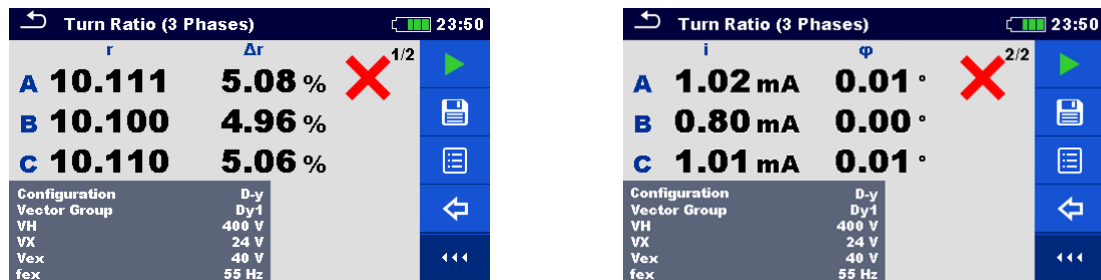 Turn Ratio (3 Phases) 23:50
r Δr 1/2
A 10.111 5.08 %
B 10.100 4.96 %
C 10.110 5.06 %
Configuration D-y
Vector Group Dy1
VH 400 V
VX 24 V
Vex 40 V
fex 55 Hz
Turn Ratio (3 Phases) 23:50
i φ 2/2
A 1.02 mA 0.01 °
B 0.80 mA 0.00 °
C 1.01 mA 0.01 °
Configuration D-y
Vector Group Dy1
VH 400 V
VX 24 V
Vex 40 V
fex 55 Hz